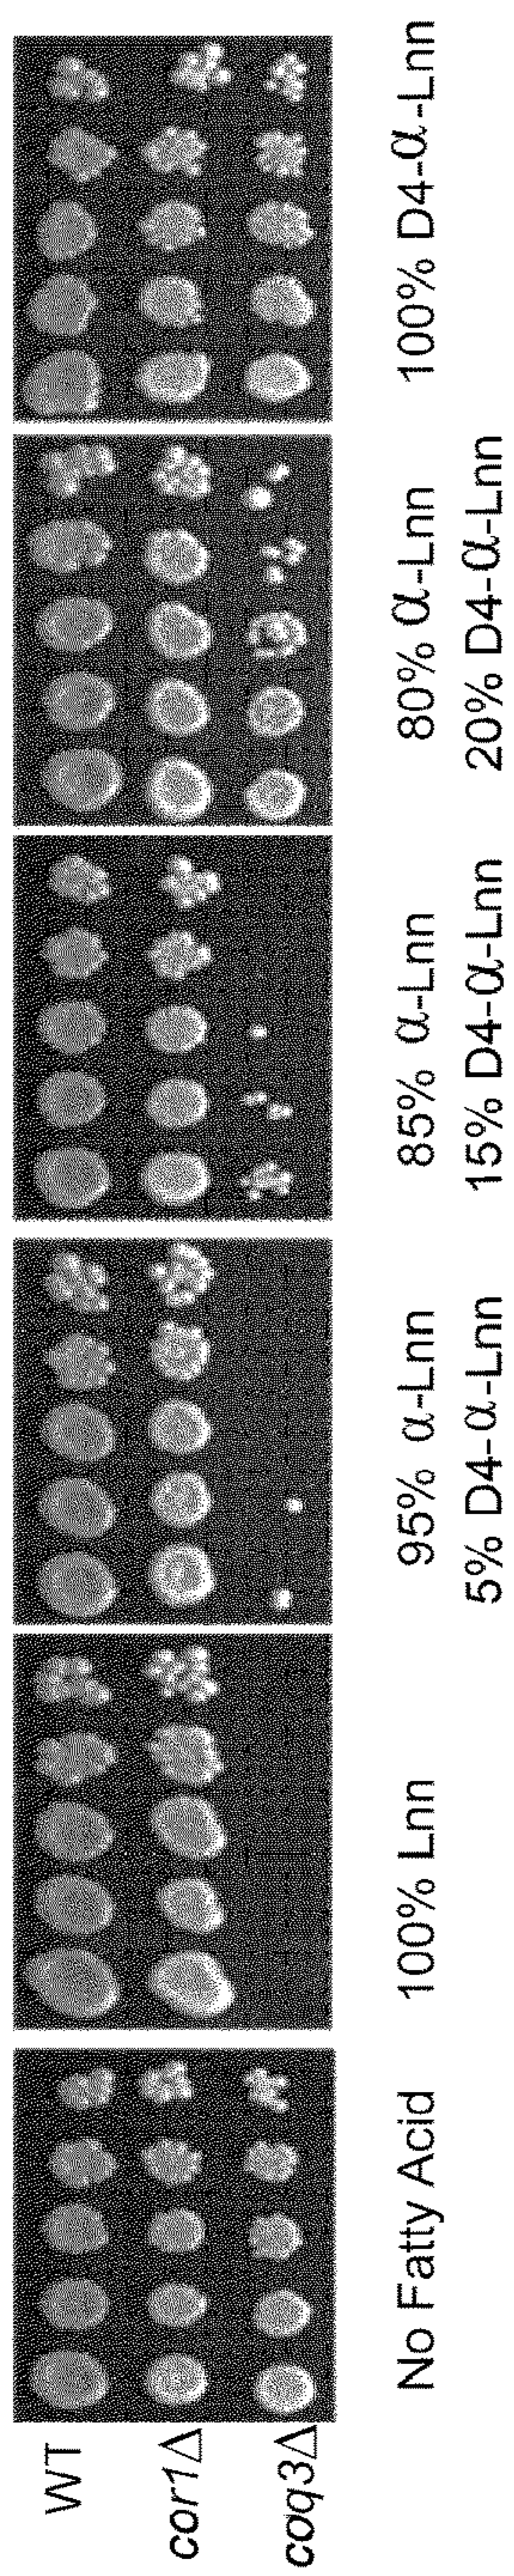 WT
cor1Δ
coq3Δ
No Fatty Acid
100% Lnn
95% α-Lnn
5% D4-α-Lnn
85% α-Lnn
15% D4-α-Lnn
80% α-Lnn
20% D4-α-Lnn
100% D4-α-Lnn